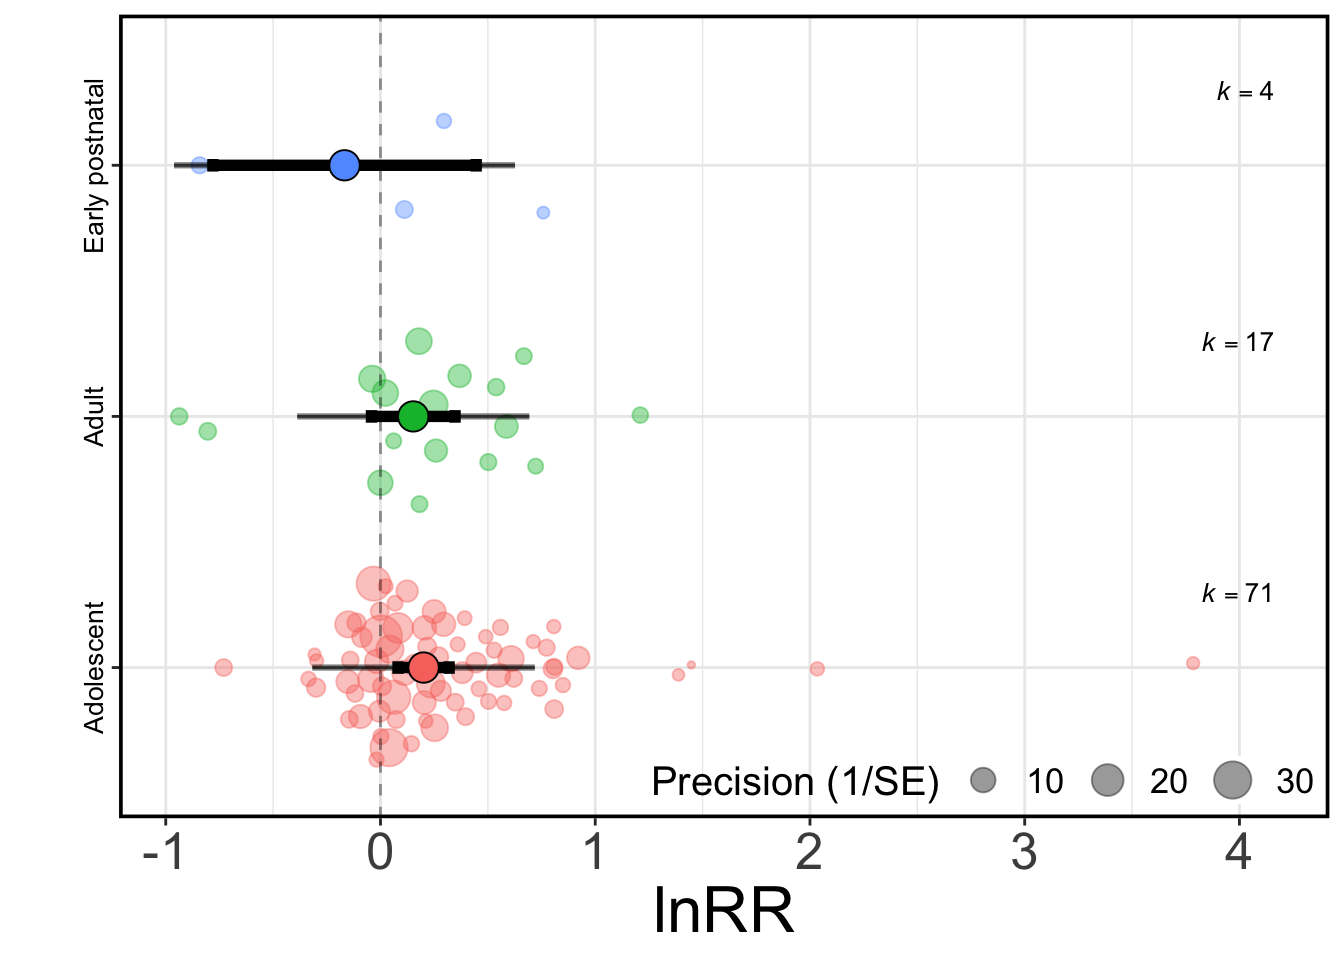 Early postnatal
k = 4
Adult
k = 17
Adolescent
k = 71
Precision (1/SE) 10 20 30
-1 0 1 2 3 4
lnRR